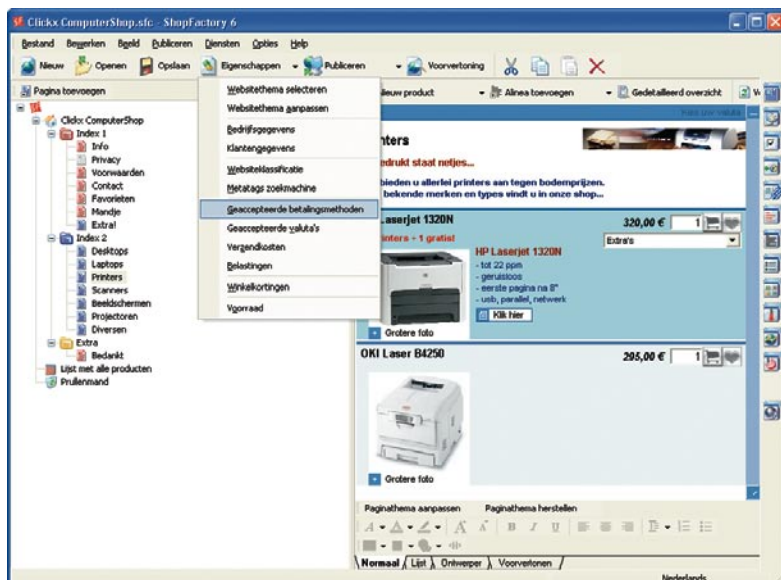 Clickx ComputerShop.sfc - ShopFactory 6
Bestand Bewerken Beeld Publiceren Diensten Opties Help
Nieuw Openen Opslaan Eigenschappen Publiceren Voorvertoning
Pagina toevoegen
Nieuw product Alinea toevoegen Gedetailleerd overzicht
Clickx ComputerShop
Index 1
Info
Privacy
Voorwaarden
Contact
Favorieten
Mandje
Extra!
Index 2
Desktops
Laptops
Printers
Scanners
Beeldschermen
Projectoren
Diversen
Extra
Bedankt
Lijst met alle producten
Prullenmand
Websitethema selecteren
Websitethema aanpassen
Bedrijfsgegevens
Klantengegevens
Websiteklassificatie
Metatags zoekmachine
Geaccepteerde betalingsmethoden
Geaccepteerde valuta's
Verzendkosten
Belastingen
Winkelkortingen
Voorraad
nters
edrukt staat netjes...
bieden u allerlei printers aan tegen bodemprijzen.
bekende merken en types vindt u in onze shop...
Laserjet 1320N
320,00 € 1
inters + 1 gratis!
Extra's
HP Laserjet 1320N
- tot 22 ppm
- geruisloos
- eerste pagina na 8"
- usb, parallel, netwerk
Klik hier
Grotere foto
OKI Laser B4250
295,00 € 1
Grotere foto
Paginathema aanpassen Paginathema herstellen
A A A A B I U D
Normaal Lijst Ontwerper Voorvertonen
Nederlands